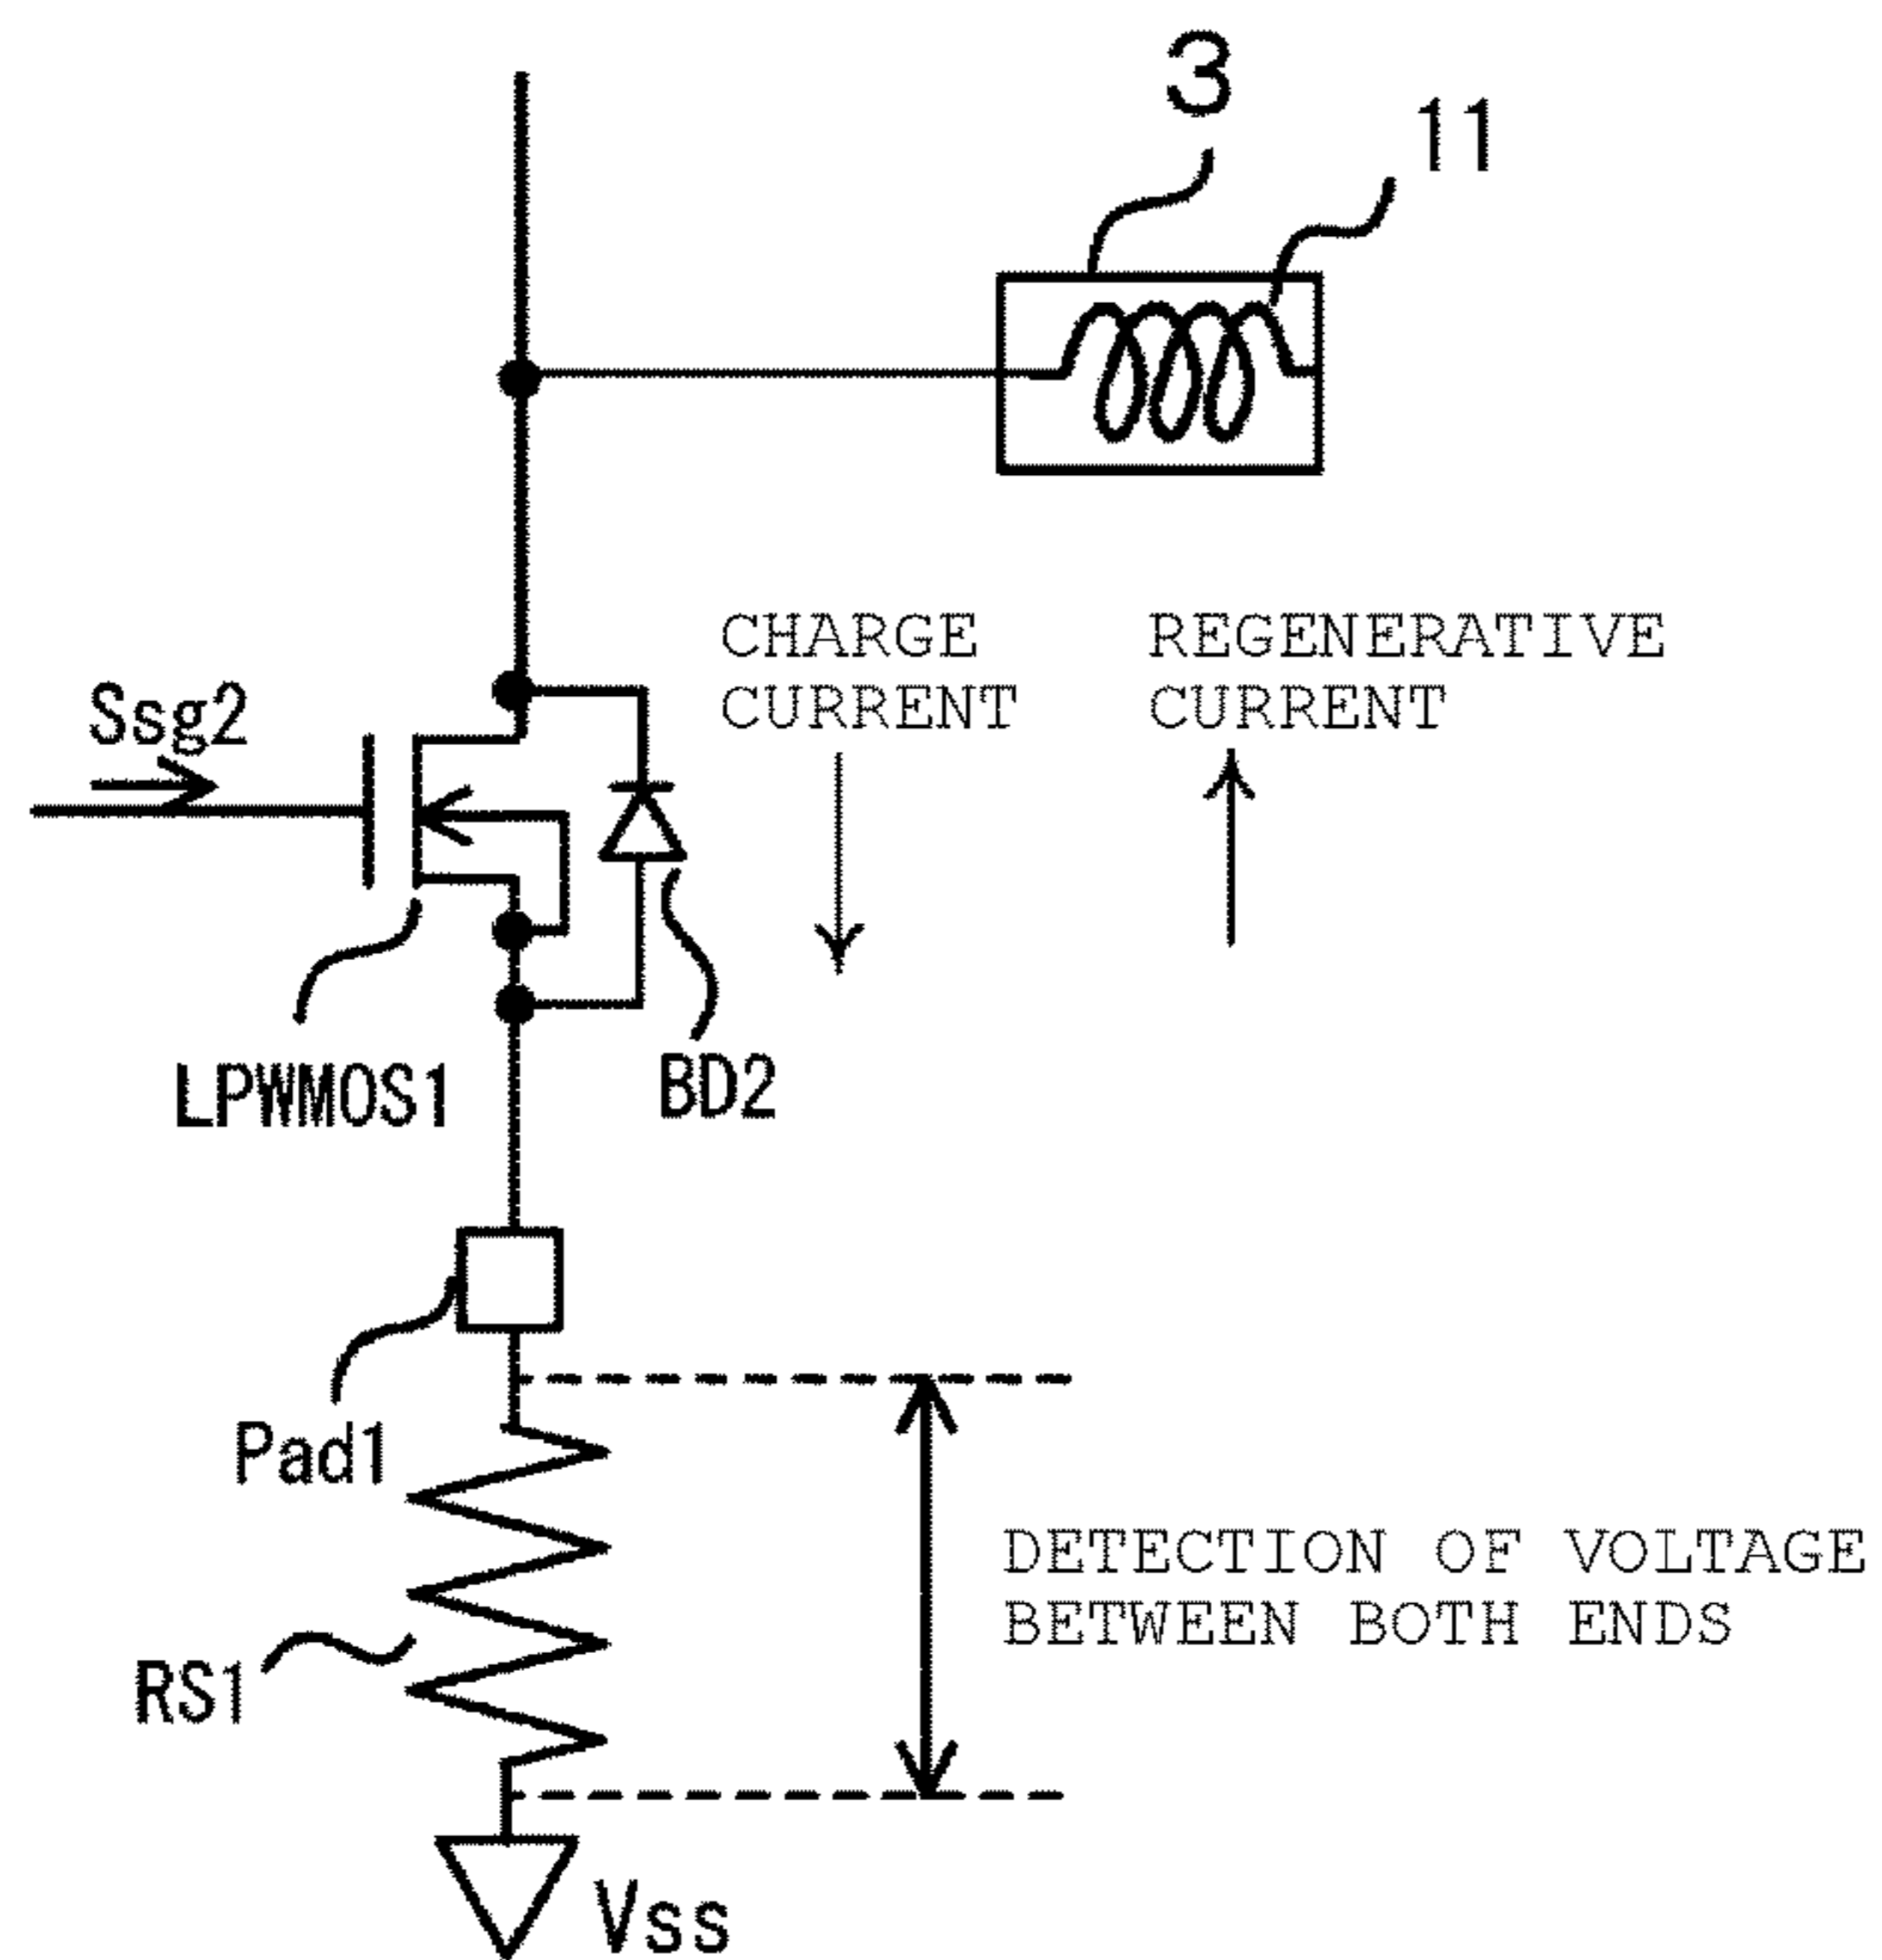 3
11
CHARGE
CURRENT
REGENERATIVE
CURRENT
Ssg2
LPWMOS1
BD2
Pad1
DETECTION OF VOLTAGE
BETWEEN BOTH ENDS
RS1
Vss